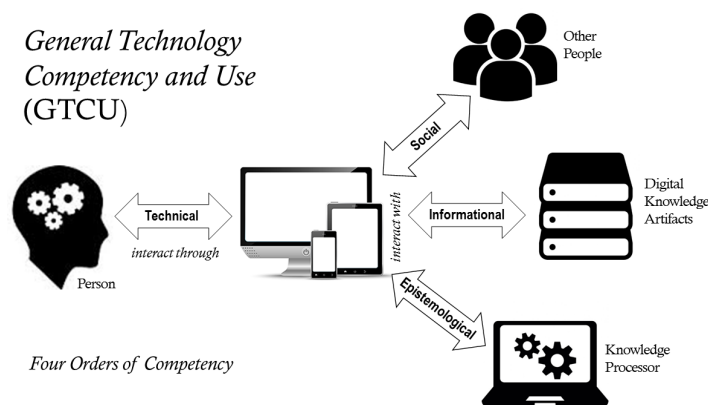 General Technology
Competency and Use
(GTCU)
Other
People
Social
Technical
interact through
Person
interact with
Informational
Digital
Knowledge
Artifacts
Epistemological
Knowledge
Processor
Four Orders of Competency